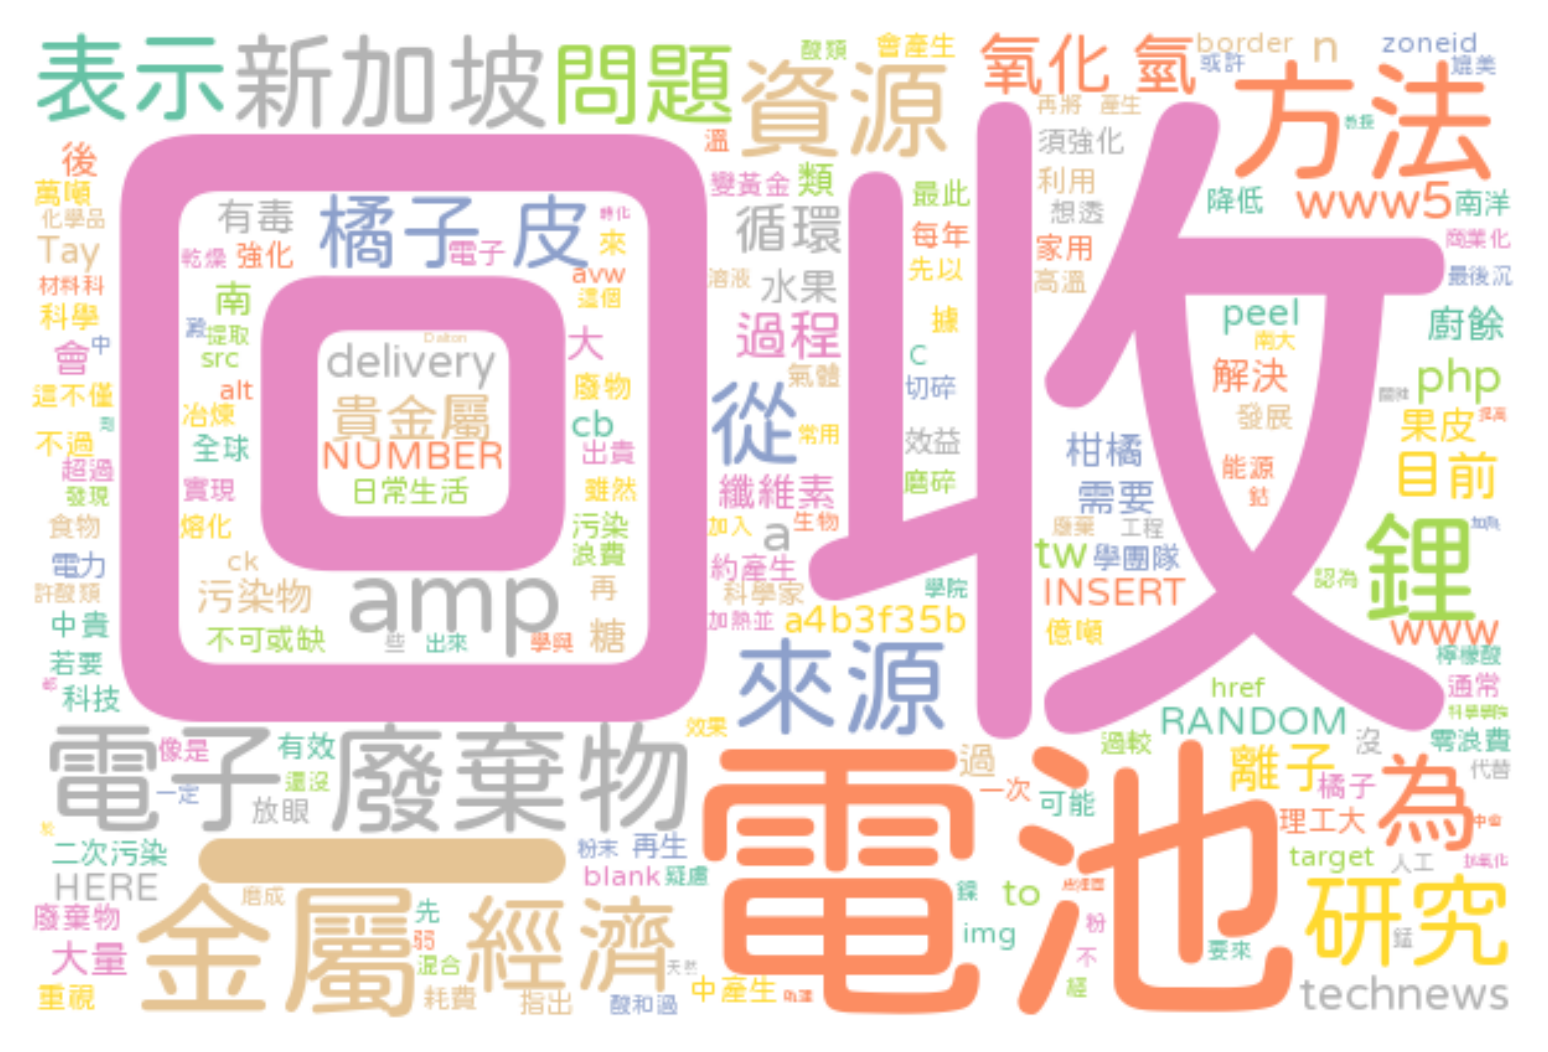 表示
新加坡
問題
酸類
會產生
資源
氧化 氫
border
n
zoneid
或許
媲美
方法
教授
再將
產生
後
萬噸
化學品
Tay
材料科
科學
會
中
這不僅
不過
超過
發現
食物
電力
許酸類
中貴
若要
科技
回收
有毒
橘子 皮
轉化
乾燥
強化
電子
來
avw
這個
南
提取
src
大
alt
冶煉
全球
實現
熔化
廢物
cb
出貴
雖然
污染
浪費
Dalton
delivery
貴金屬
NUMBER
日常生活
ck
污染物
amp
再
不可或缺
些
出來
學與
糖
溫
變黃金
類
最此
循環
每年
溶液
水果
先以
過程
據
氣體
c
切碎
從
常用
效益
纖維素
磨碎
加入
a
生物
約產生
科學家
學院
加熱並
a4b3f35b
來源
效果
須強化
利用
想透
家用
高溫
降低
www5
南洋
商業化
最後沉
peel
南大
廚餘
解決
php
發展
果皮
提高
柑橘
能源
目前
鈷
需要
廢棄
工程
加熱
tw
學團隊
認為
鋰
INSERT
億噸
www
檸檬酸
href
通常
RANDOM
科學學院
過較
沒
零浪費
電子廢棄物
像是
有效
還沒
一定
放眼
二次污染
HERE
一
粉末
再生
blank
疑慮
廢棄物
大量
重視
磨成
金屬
先
弱
混合
耗費
經濟
天然
指出
酸和過
中產生
電池
過
一次
可能
離子
橘子
代替
為
理工大
中會
target
人工
鎳
to
img
粉
不
經
要來
研究
錳
technews